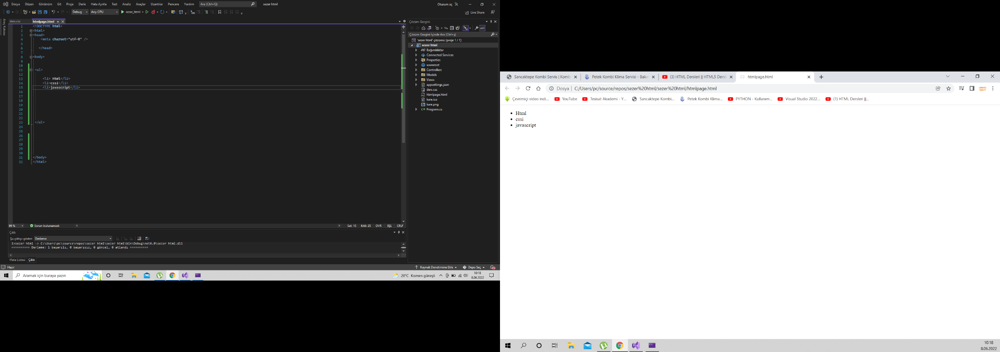 Dosya Düzen Görünüm Git Proje Derle Hata Ayıkla Test Analiz Araçlar Uzantılar Pencere Yardım Ara (Ctrl+Q) sezer html Oturum aç
Debug Any CPU sezer_html Live Share
Araç Kutusu
ders.css htmlpage.html
1 <!DOCTYPE html>
2 <html>
3 <head>
4 <meta charset="utf-8" />
5
6 </head>
7
8 <body>
9
10
11 <ul>
12
13 <li> Html</li>
14 <li>cssi</li>
15 <li>javascript</li>
16
17
18
19
20
21
22
23 </ul>
24
25
26
27
28
29
30
31 </body>
32 </html>
99 % Sorun bulunamadı Sat: 15 Krkt: 25 OVR BŞL CRLF
Çıktı
Şu çıktıyı göster: Derleme
1>sezer html -> C:\Users\pc\source\repos\sezer html\sezer html\bin\Debug\net6.0\sezer html.dll
========== Derleme: 1 başarılı, 0 başarısız, 0 güncel, 0 atlandı ==========
Hata Listesi Çıktı
Çözüm Gezgini
Çözüm Gezgini İçinde Ara (Ctrl+ş)
'sezer html' çözümü (proje 1 / 1)
sezer html
Bağımlılıklar
Connected Services
Properties
wwwroot
Controllers
Models
Views
appsettings.json
ders.css
htmlpage.html
kare.ico
kare.png
C# Program.cs
Hazır Kaynak Denetimine Ekle Depo Seç 2
Aramak için buraya yazın 20°C Kısmen güneşli 10:18
8.06.2022
Sancaktepe Kombi Servis | Kombi Petek Kombi Klima Servisi - Bakım (3) HTML Dersleri || HTML5 Dersle htmlpage.html
Dosya | C:/Users/pc/source/repos/sezer%20html/sezer%20html/htmlpage.html
Çevrimiçi video indi... YouTube Tesisat Akademi - Y... Sancaktepe Kombi... Petek Kombi Klima... PYTHON - Kullanım... Visual Studio 2022... (1) HTML Dersleri ||...
• Html
• cssi
• javascript
10:18
8.06.2022